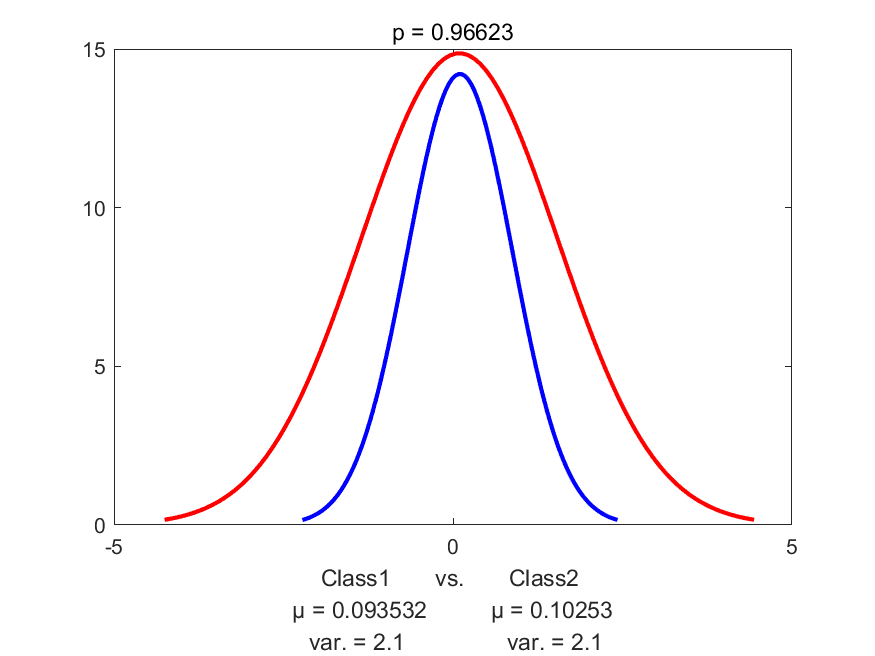 p = 0.96623
15
10
5
0
-5 0 5
Class1 vs. Class2
μ = 0.093532 μ = 0.10253
var. = 2.1 var. = 2.1